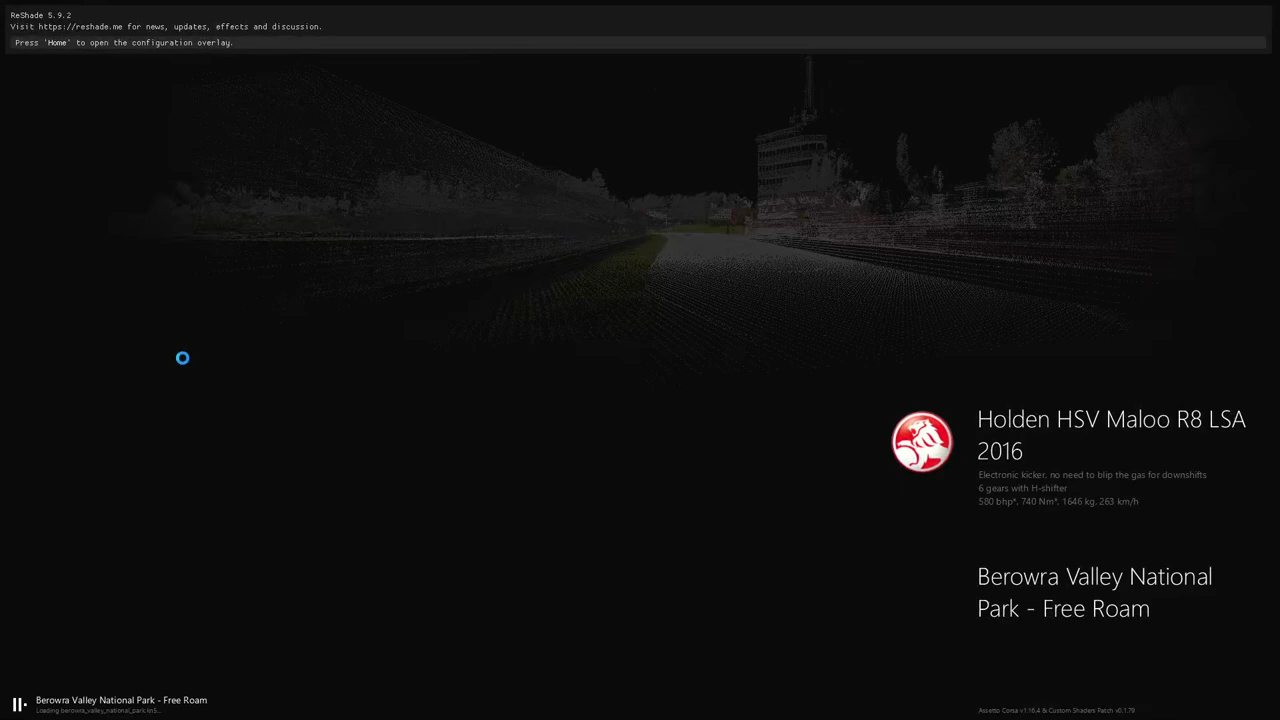 ReShade 5.9.2
Visit https://reshade.me for news, updates, effects and discussion.
Press 'Home' to open the configuration overlay.
Holden HSV Maloo R8 LSA
2016
Electronic kicker, no need to blip the gas for downshifts
6 gears with H-shifter
580 bhp*, 740 Nm*, 1646 kg, 263 km/h
Berowra Valley National
Park - Free Roam
Berowra Valley National Park - Free Roam
Loading berowra_valley_national_park.kn5...
Assetto Corsa v1.16.4 & Custom Shaders Patch v0.1.79